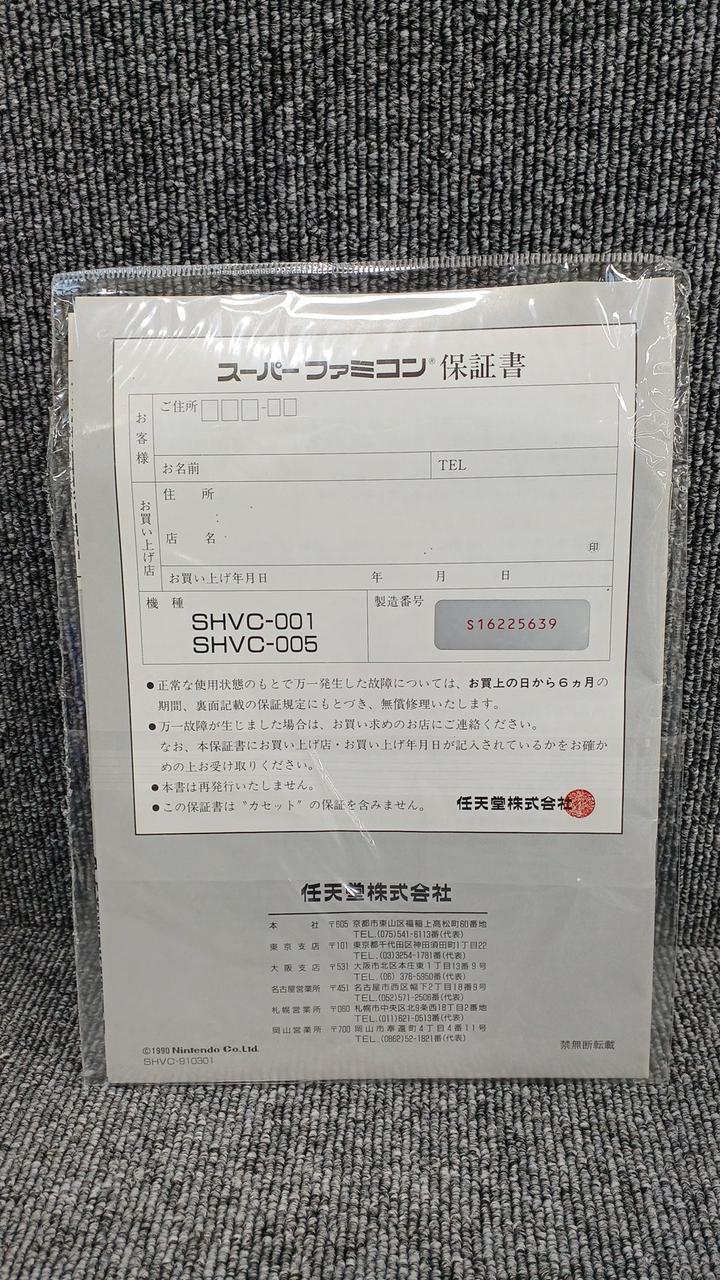 スーパーファミコン® 保証書
お客様
ご住所 □□□-□□
お名前
TEL
お買い上げ店
住 所
店 名
印
お買い上げ年月日 年 月 日
機 種
SHVC-001
SHVC-005
製造番号
S16225639
●正常な使用状態のもとで万一発生した故障については、お買上の日から6ヵ月の
期間、裏面記載の保証規定にもとづき、無償修理いたします。
●万一故障が生じました場合は、お買い求めのお店にご連絡ください。
なお、本保証書にお買い上げ店・お買い上げ年月日が記入されているかをお確か
めの上お受け取りください。
●本書は再発行いたしません。
●この保証書は〝カセット〟の保証を含みません。
任天堂株式会社
任天堂株式会社
本 社 〒605 京都市東山区福稲上高松町60番地
TEL.(075)541-6113番(代表)
東京支店 〒101 東京都千代田区神田須田町1丁目22
TEL.(03)3254-1781番(代表)
大阪支店 〒531 大阪市北区本庄東1丁目13番9号
TEL.(06) 376-5950番(代表)
名古屋営業所 〒451 名古屋市西区幅下2丁目18番9号
TEL.(052)571-2506番(代表)
札幌営業所 〒060 札幌市中央区北9条西18丁目2番地
TEL.(011)621-0513番(代表)
岡山営業所 〒700 岡山市奉還町4丁目4番11号
TEL.(0862)52-1821番(代表)
©1990 Nintendo Co.,Ltd.
SHVC-910301
禁無断転載